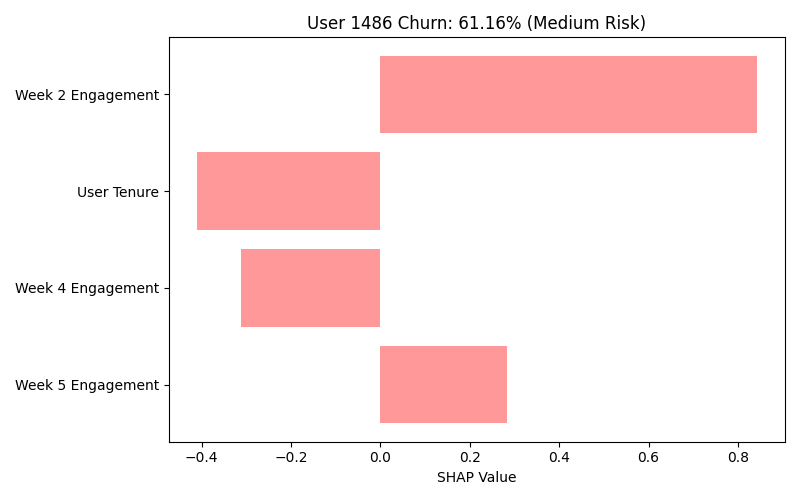 User 1486 Churn: 61.16% (Medium Risk)
Week 2 Engagement
User Tenure
Week 4 Engagement
Week 5 Engagement
−0.4 −0.2 0.0 0.2 0.4 0.6 0.8
SHAP Value